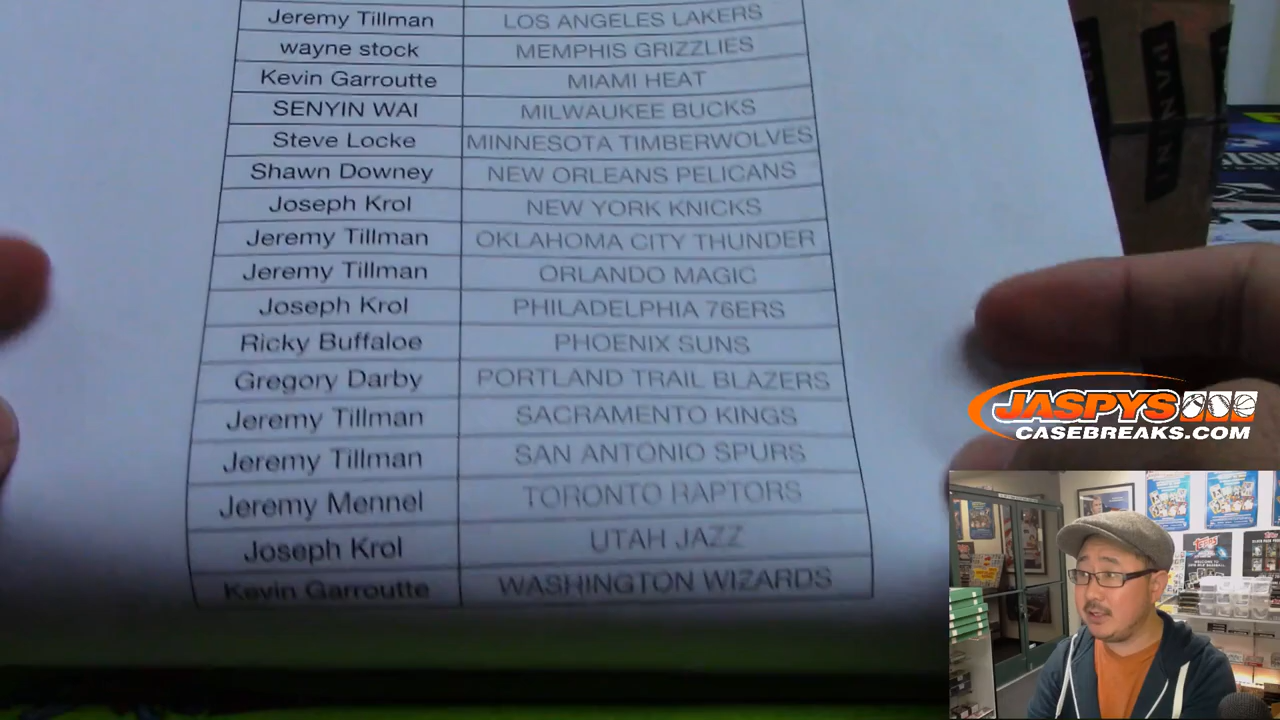 Jeremy Tillman LOS ANGELES LAKERS
wayne stock MEMPHIS GRIZZLIES
Kevin Garroutte MIAMI HEAT
SENYIN WAI MILWAUKEE BUCKS
Steve Locke MINNESOTA TIMBERWOLVES
Shawn Downey NEW ORLEANS PELICANS
Joseph Krol NEW YORK KNICKS
Jeremy Tillman OKLAHOMA CITY THUNDER
Jeremy Tillman ORLANDO MAGIC
Joseph Krol PHILADELPHIA 76ERS
Ricky Buffaloe PHOENIX SUNS
Gregory Darby PORTLAND TRAIL BLAZERS
Jeremy Tillman SACRAMENTO KINGS
Jeremy Tillman SAN ANTONIO SPURS
Jeremy Mennel TORONTO RAPTORS
Joseph Krol UTAH JAZZ
Kevin Garroutte WASHINGTON WIZARDS
PANINI
JASPYS
CASEBREAKS.COM
TOPPS